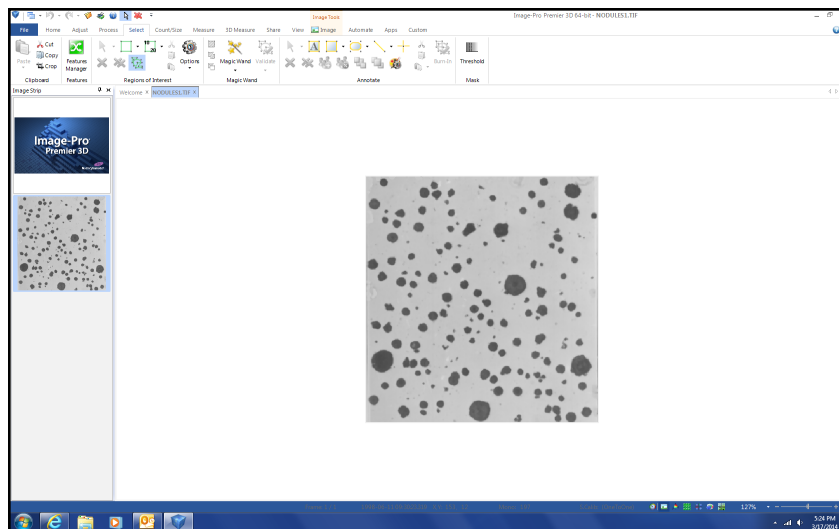 Image Tools
Image-Pro Premier 3D 64-bit - NODULES1.TIF
File Home Adjust Process Select Count/Size Measure 3D Measure Share View Image Automate Apps Custom
Paste
Cut
Copy
Crop
Features Manager
Options
Magic Wand
Validate
Burn-In
Threshold
Clipboard Features Regions of Interest Magic Wand Annotate Mask
Image Strip
Welcome × NODULES1.TIF ×
Image-Pro
Premier 3D
127%
5:24 PM